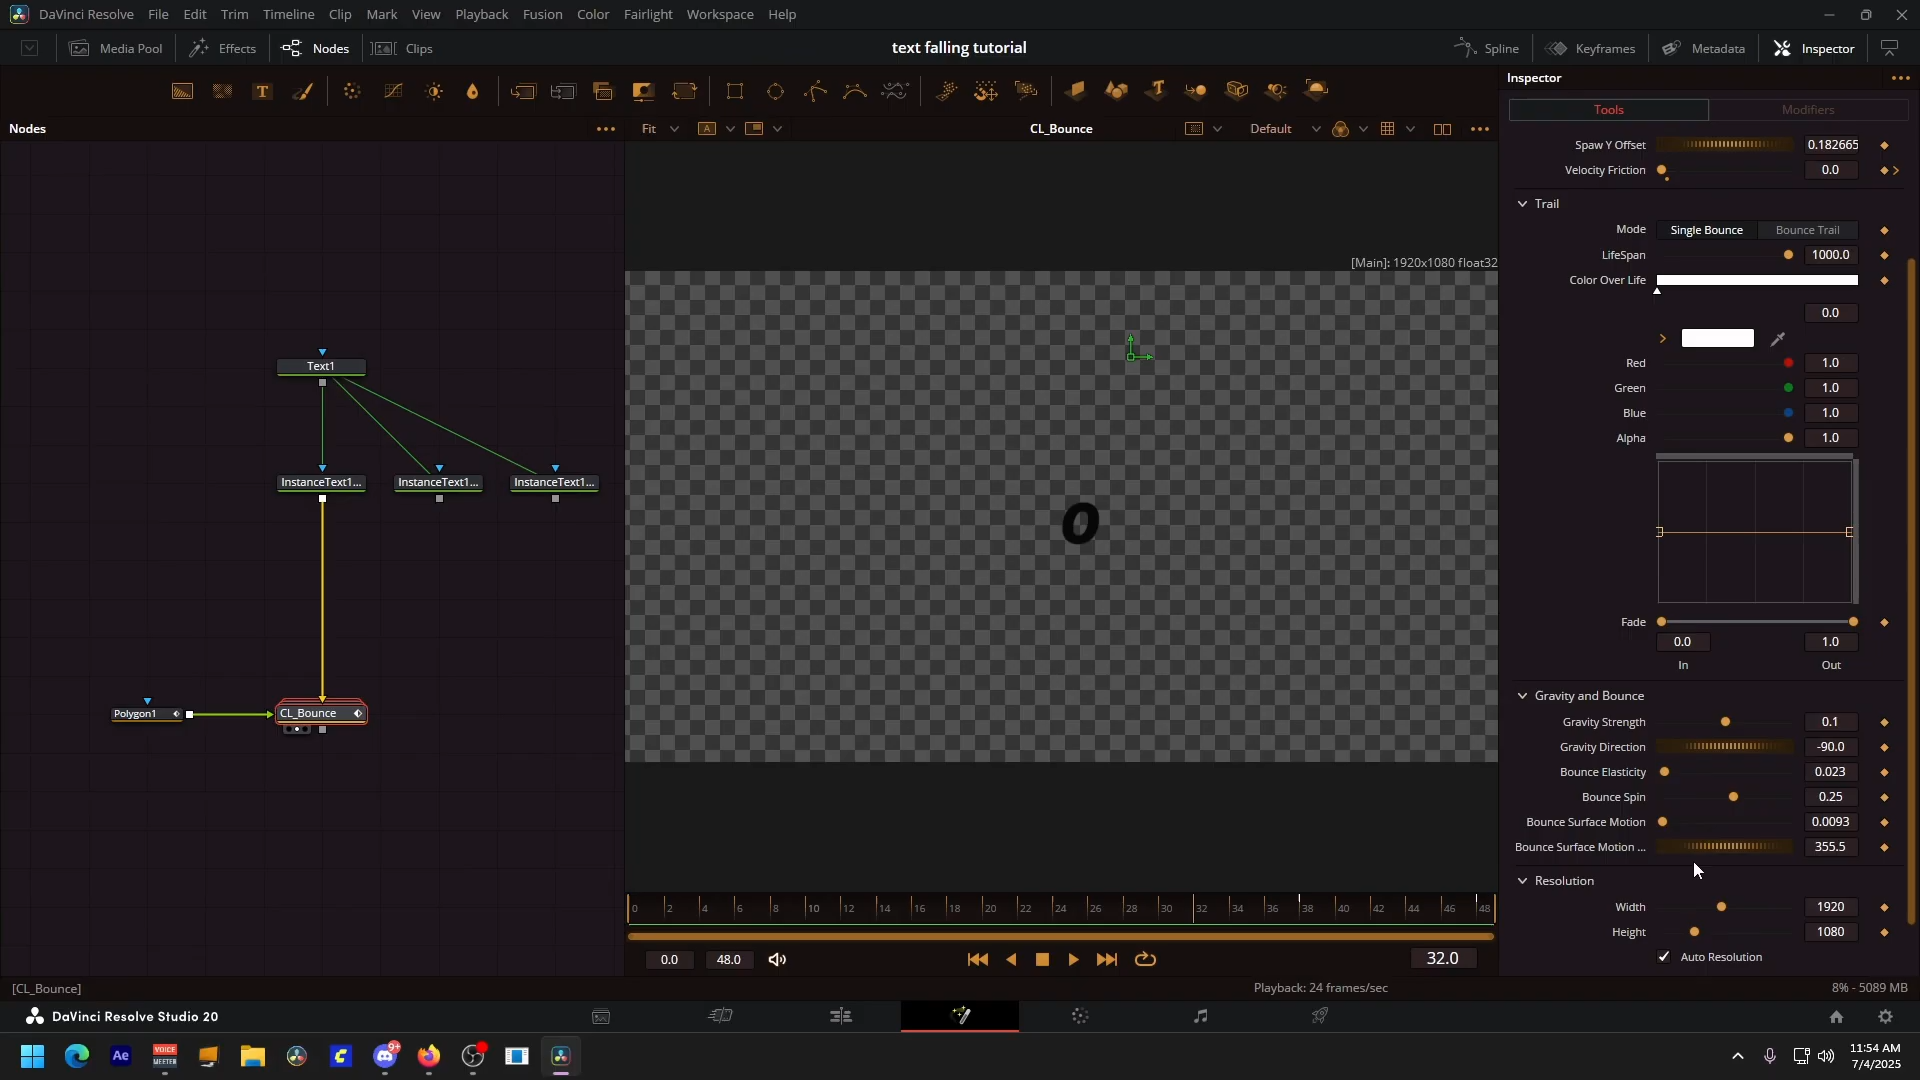 DaVinci Resolve File Edit Trim Timeline Clip Mark View Playback Fusion Color Fairlight Workspace Help
Media Pool Effects Nodes Clips text falling tutorial Spline Keyframes Metadata Inspector
T T
Inspector
Tools Modifiers
Nodes Fit A CL_Bounce Default
Spaw Y Offset 0.182665
Velocity Friction 0.0
Trail
Mode Single Bounce Bounce Trail
LifeSpan 1000.0
[Main]: 1920x1080 float32
Color Over Life
0.0
Red 1.0
Green 1.0
Blue 1.0
Alpha 1.0
Text1
InstanceText1... InstanceText1... InstanceText1...
o
Fade
0.0 1.0
In Out
Polygon1 CL_Bounce
Gravity and Bounce
Gravity Strength 0.1
Gravity Direction -90.0
Bounce Elasticity 0.023
Bounce Spin 0.25
Bounce Surface Motion 0.0093
Bounce Surface Motion ... 355.5
Resolution
Width 1920
Height 1080
Auto Resolution
0 2 4 6 8 10 12 14 16 18 20 22 24 26 28 30 32 34 36 38 40 42 44 46 48
0.0 48.0 32.0
[CL_Bounce] Playback: 24 frames/sec 8% - 5089 MB
DaVinci Resolve Studio 20
Ae VOICE MEETER 9+
11:54 AM
7/4/2025